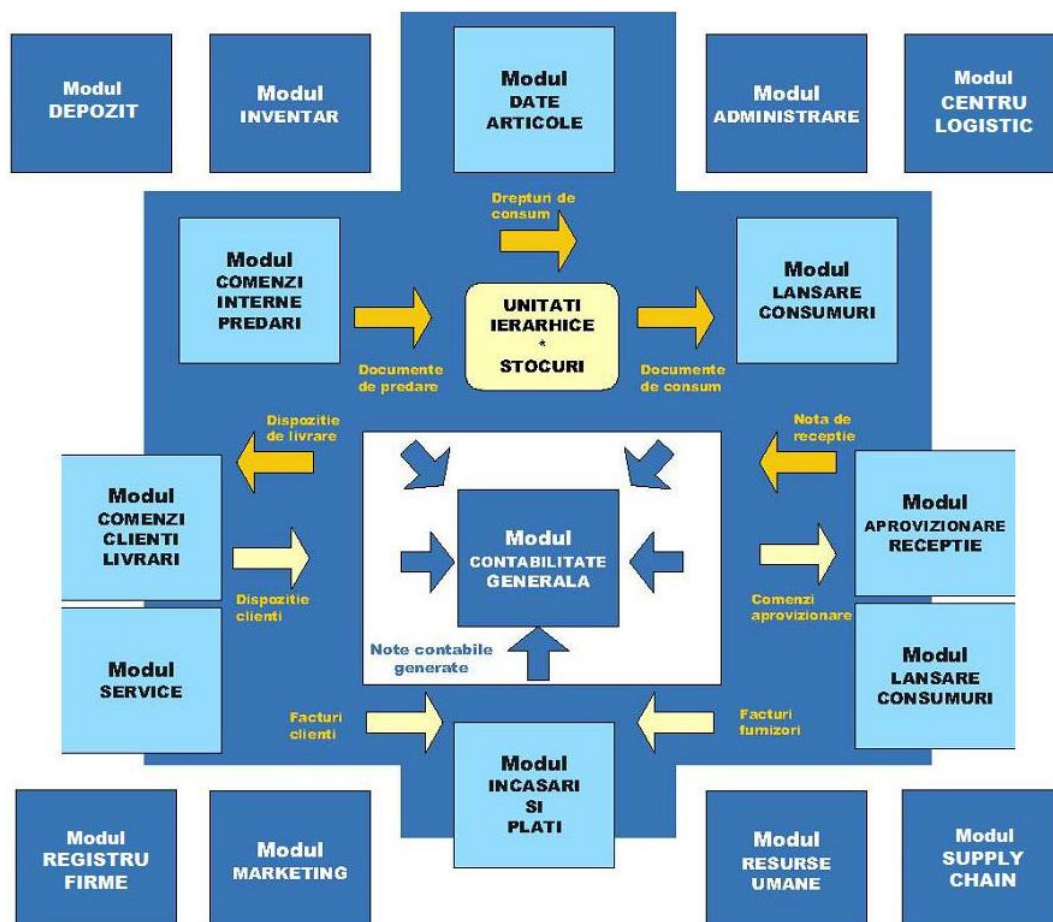 Modul
DEPOZIT
Modul
INVENTAR
Modul
DATE
ARTICOLE
Modul
ADMINISTRARE
Modul
CENTRU
LOGISTIC
Drepturi de
consum
Modul
COMENZI
INTERNE
PREDARI
UNITATI
IERARHICE
*
STOCURI
Modul
LANSARE
CONSUMURI
Documente
de predare
Documente
de consum
Dispozitie
de livrare
Nota de
receptie
Modul
COMENZI
CLIENTI
LIVRARI
Modul
CONTABILITATE
GENERALA
Modul
APROVIZIONARE
RECEPTIE
Dispozitie
clienti
Comenzi
aprovizionare
Note contabile
generate
Modul
SERVICE
Modul
LANSARE
CONSUMURI
Facturi
clienti
Facturi
fumizori
Modul
INCASARI
SI
PLATI
Modul
REGISTRU
FIRME
Modul
MARKETING
Modul
RESURSE
UMANE
Modul
SUPPLY
CHAIN